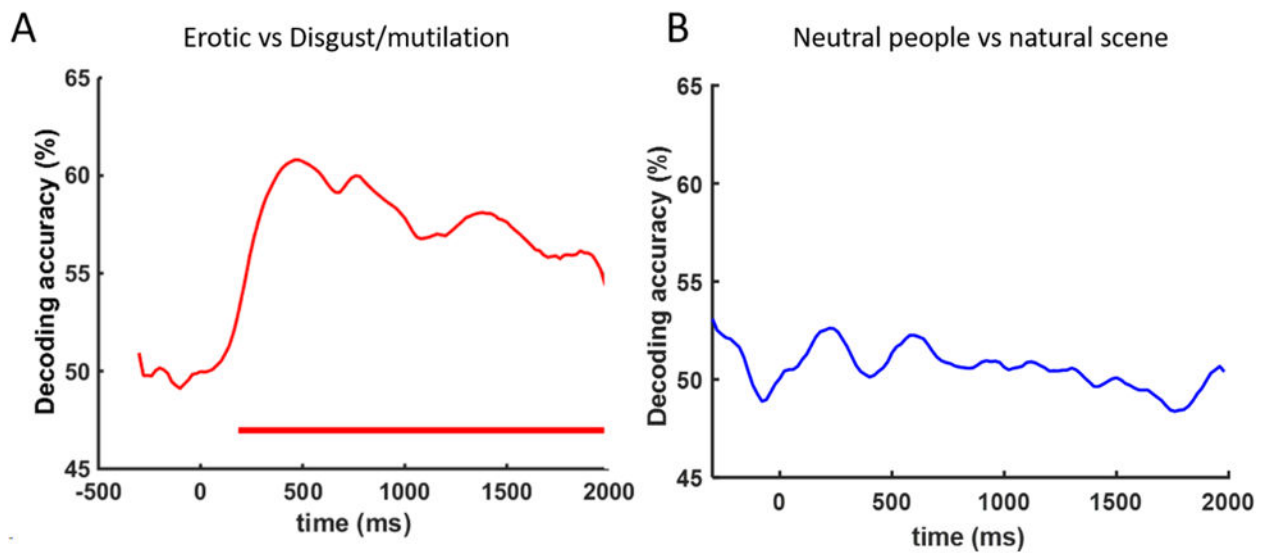 A
Erotic vs Disgust/mutilation
65
60
55
50
45
Decoding accuracy (%)
-500 0 500 1000 1500 2000
time (ms)
B
Neutral people vs natural scene
65
60
55
50
45
Decoding accuracy (%)
0 500 1000 1500 2000
time (ms)